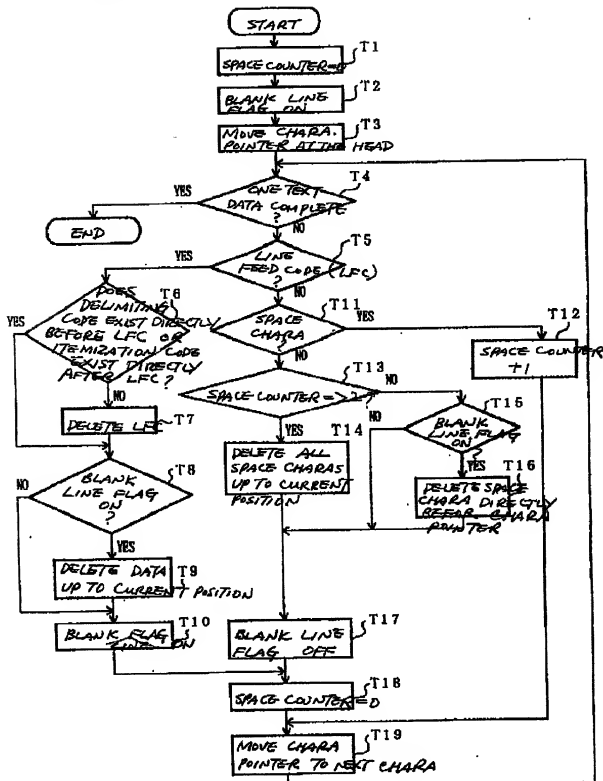 START
T1
SPACE COUNTER=0
T2
BLANK LINE
FLAG ON
T3
MOVE CHARA.
POINTER AT THE HEAD
T4
YES
ONE TEXT
DATA COMPLETE
?
NO
END
T5
YES
LINE
FEED CODE (LFC)
?
NO
T6
DOES
DELIMITING
CODE EXIST DIRECTLY
BEFORE LFC OR
ITEMIZATION CODE
EXIST DIRECTLY
AFTER LFC?
YES
NO
T11
SPACE
CHARA
?
YES
NO
T12
SPACE COUNTER
+1
T7
DELETE LFC
T13
SPACE COUNTER=>2?
NO
YES
T14
DELETE ALL
SPACE CHARAS
UP TO CURRENT
POSITION
T15
NO
BLANK
LINE FLAG
ON
?
YES
T16
DELETE SPACE
CHARA DIRECTLY
BEFOR. CHARA
POINTER
T8
NO
BLANK
LINE FLAG
ON
?
YES
T9
DELETE DATA
UP TO CURRENT POSITION
T10
BLANK FLAG
LINE ON
T17
BLANK LINE
FLAG OFF
T18
SPACE COUNTER=0
T19
MOVE CHARA
POINTER TO NEXT CHARA